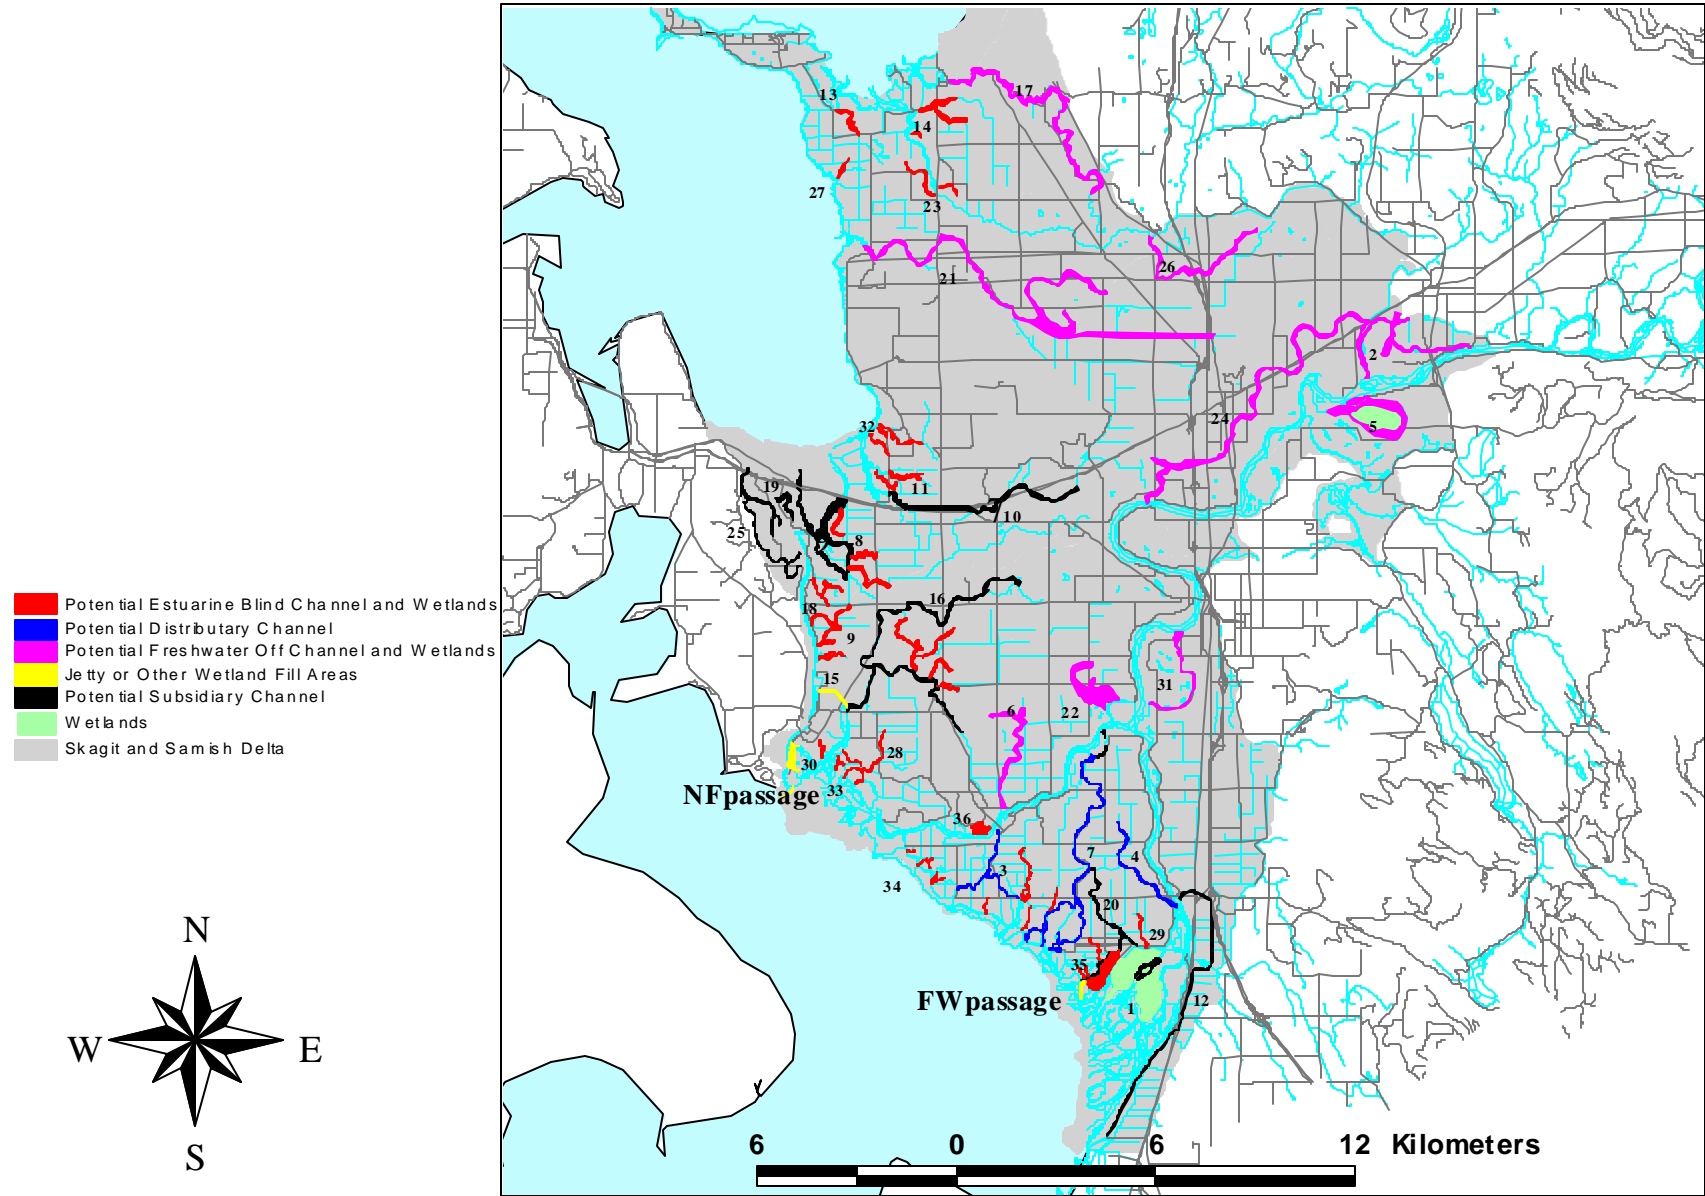 17
13
14
27
23
26
21
2
24
5
32
11
19
10
25
8
Potential Estuarine Blind Channel and Wetlands
Potential Distributary Channel
Potential Freshwater Off Channel and Wetlands
Jetty or Other Wetland Fill Areas
Potential Subsidiary Channel
Wetlands
Skagit and Samish Delta
16
18
9
15
31
6
22
28
30
33
NFpassage
36
7
4
3
34
20
29
35
FWpassage
1
12
N
W
E
S
6 0 6 12 Kilometers